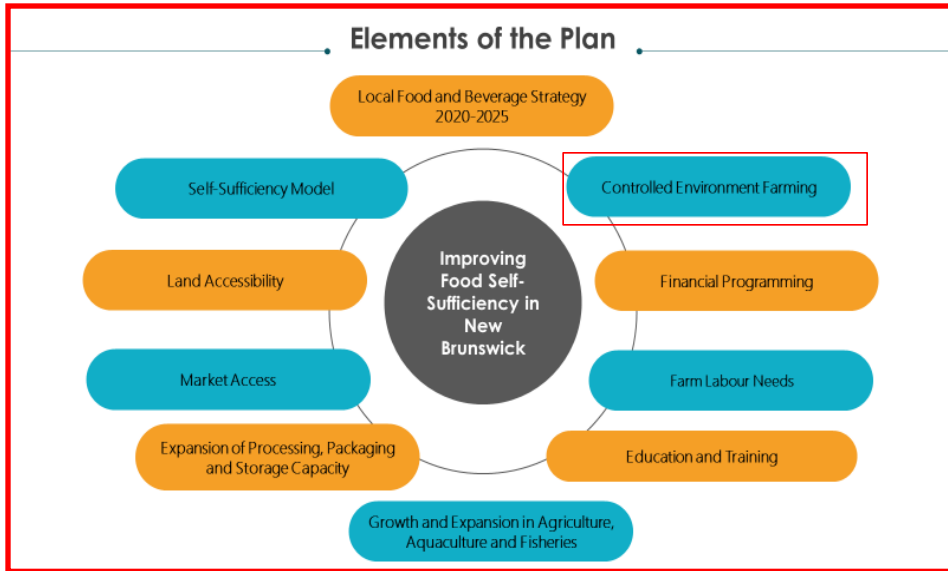 Elements of the Plan
Local Food and Beverage Strategy
2020-2025
Self-Sufficiency Model
Controlled Environment Farming
Land Accessibility
Improving
Food Self-
Sufficiency in
New
Brunswick
Financial Programming
Market Access
Farm Labour Needs
Expansion of Processing, Packaging
and Storage Capacity
Education and Training
Growth and Expansion in Agriculture,
Aquaculture and Fisheries